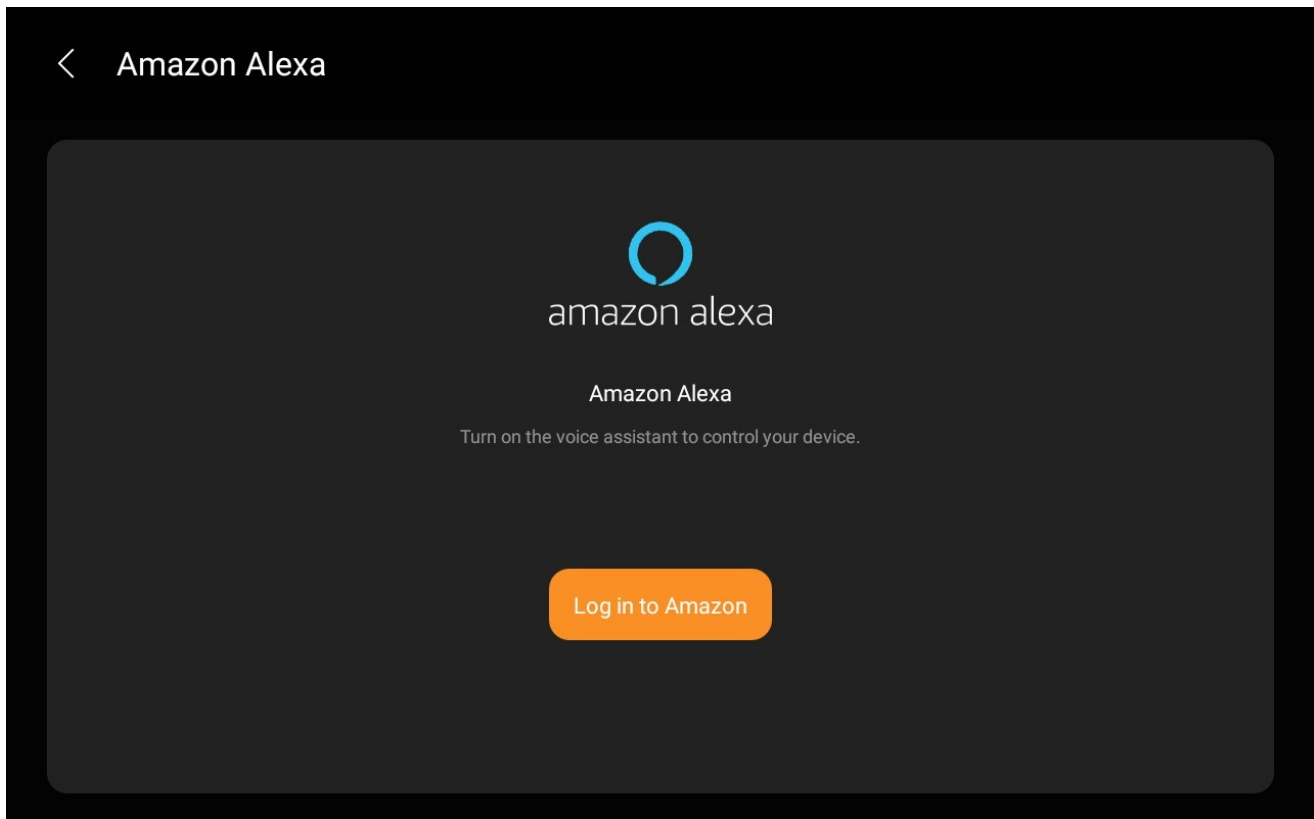 Amazon Alexa
amazon alexa
Amazon Alexa
Turn on the voice assistant to control your device.
Log in to Amazon